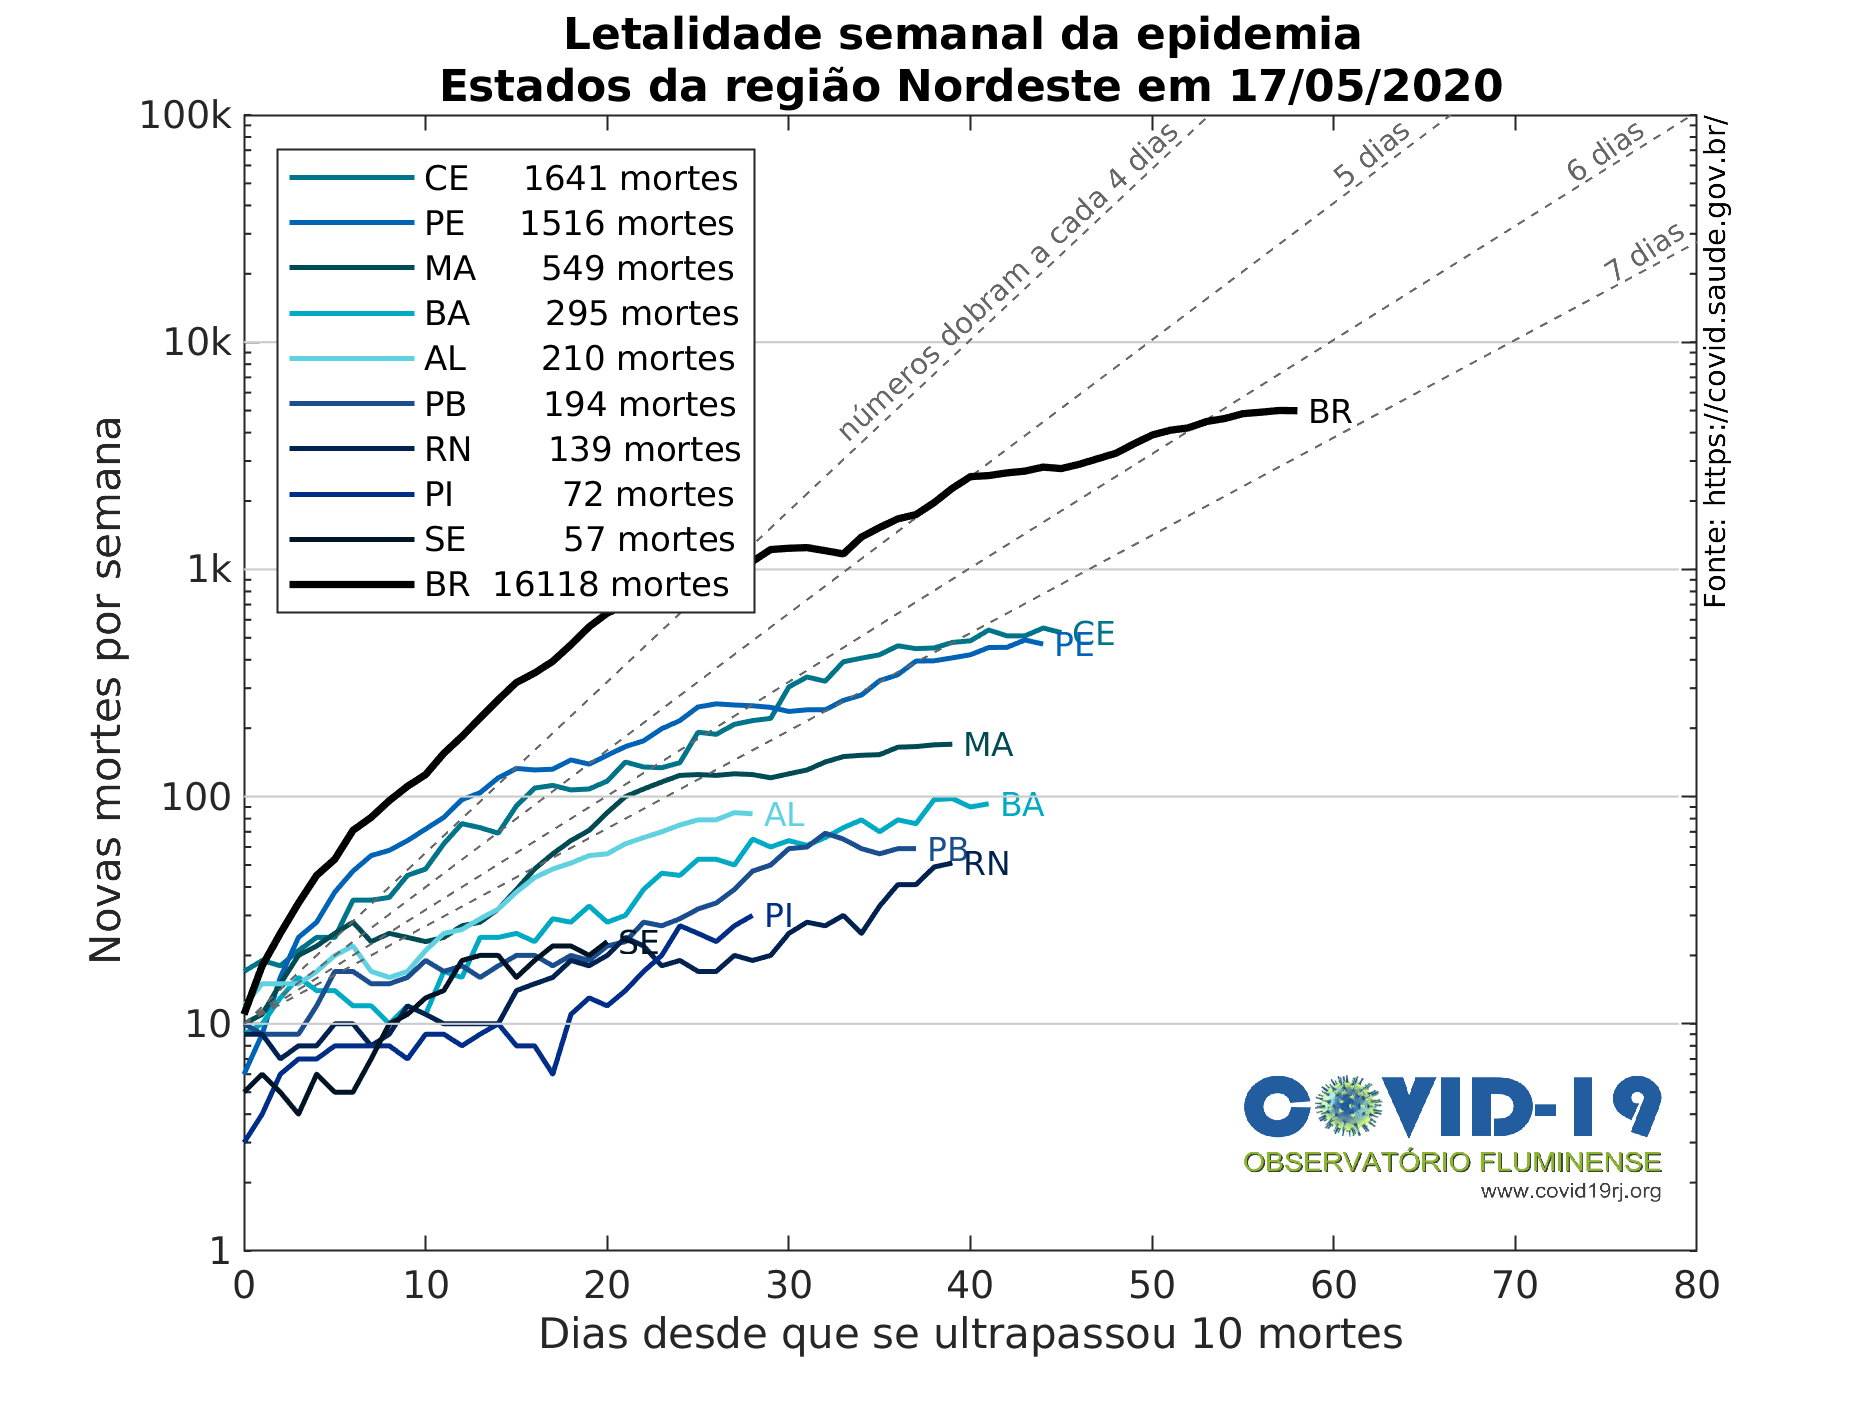 Letalidade semanal da epidemia
Estados da região Nordeste em 17/05/2020
100k
10k
1k
100
10
1
Novas mortes por semana
CE 1641 mortes
PE 1516 mortes
MA 549 mortes
BA 295 mortes
AL 210 mortes
PB 194 mortes
RN 139 mortes
PI 72 mortes
SE 57 mortes
BR 16118 mortes
números dobram a cada 4 dias
5 dias
6 dias
7 dias
BR
CE
PE
MA
BA
AL
PB
RN
PI
SE
Fonte: https://covid.saude.gov.br/
COVID-19
OBSERVATÓRIO FLUMINENSE
www.covid19rj.org
0 10 20 30 40 50 60 70 80
Dias desde que se ultrapassou 10 mortes